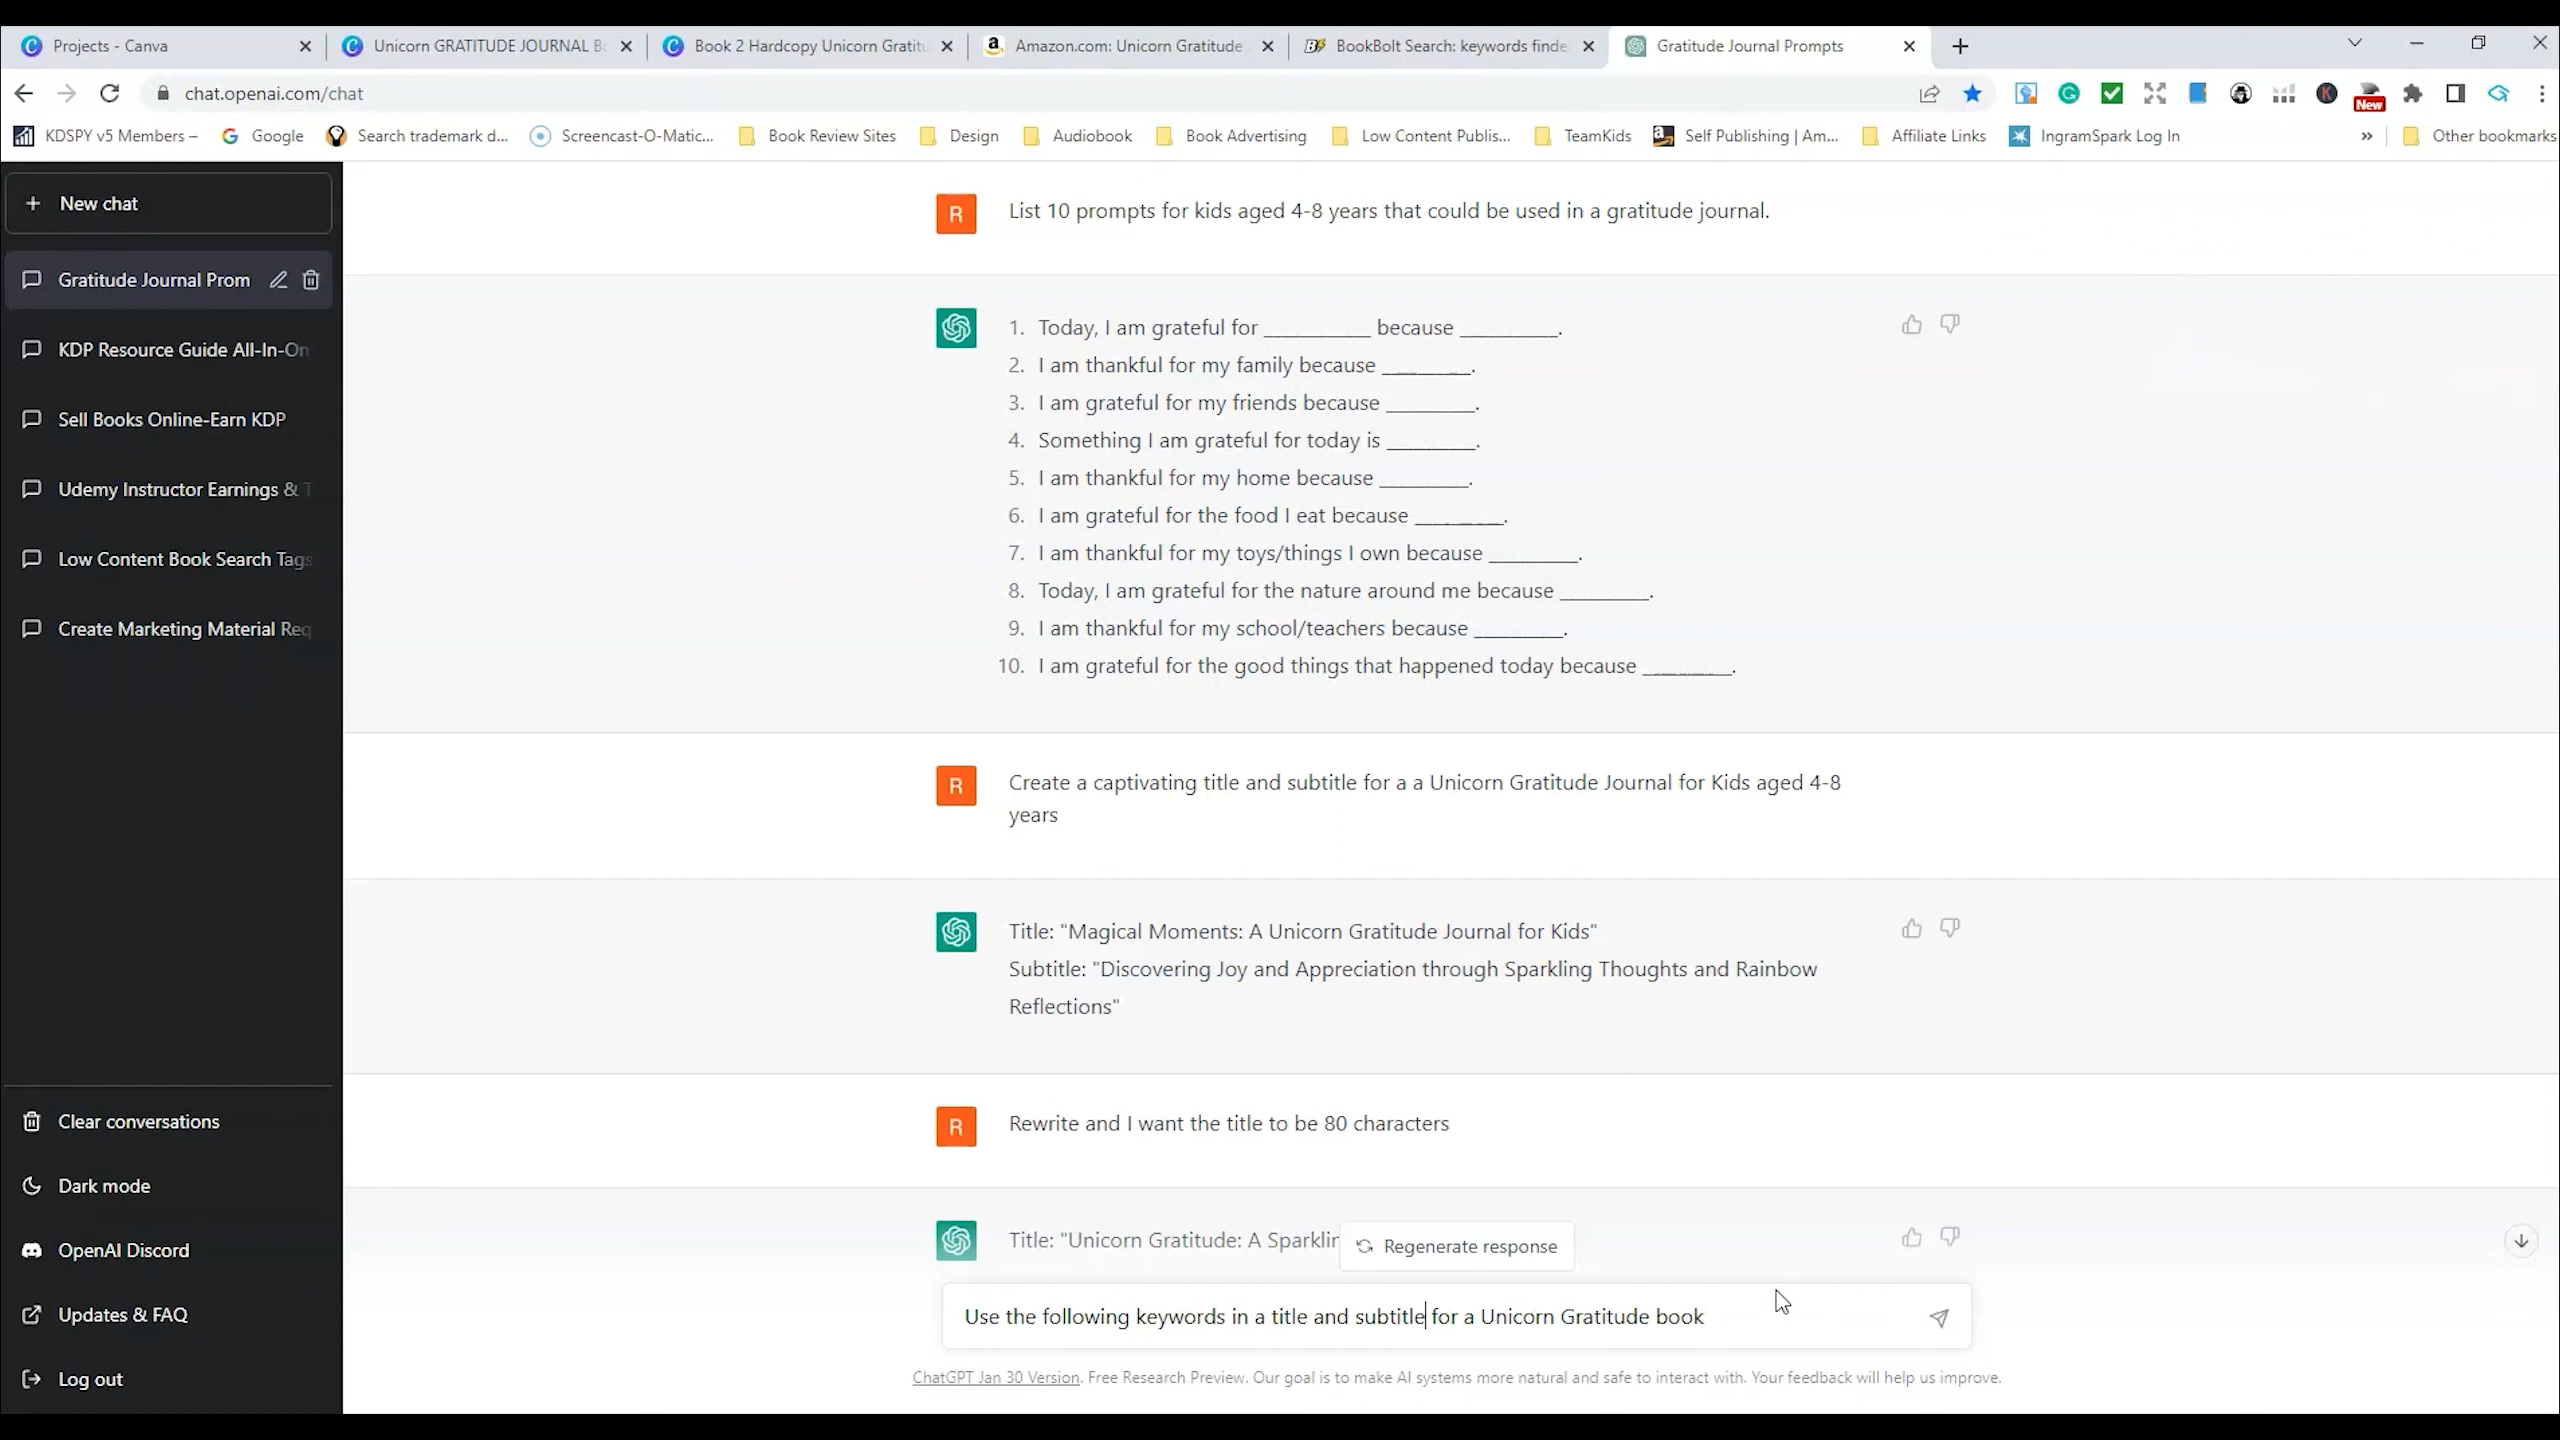 Projects - Canva
Unicorn GRATITUDE JOURNAL B
Book 2 Hardcopy Unicorn Gratitu
Amazon.com: Unicorn Gratitude
BookBolt Search: keywords finde
Gratitude Journal Prompts
chat.openai.com/chat
New
KDSPY v5 Members –
Google
Search trademark d...
Screencast-O-Matic...
Book Review Sites
Design
Audiobook
Book Advertising
Low Content Publis...
TeamKids
Self Publishing | Am...
Affiliate Links
IngramSpark Log In
»
Other bookmarks
+ New chat
Gratitude Journal Prom
KDP Resource Guide All-In-On
Sell Books Online-Earn KDP
Udemy Instructor Earnings & T
Low Content Book Search Tags
Create Marketing Material Req
Clear conversations
Dark mode
OpenAI Discord
Updates & FAQ
Log out
R
List 10 prompts for kids aged 4-8 years that could be used in a gratitude journal.
1. Today, I am grateful for __________ because _________.
2. I am thankful for my family because ________.
3. I am grateful for my friends because ________.
4. Something I am grateful for today is ________.
5. I am thankful for my home because ________.
6. I am grateful for the food I eat because ________.
7. I am thankful for my toys/things I own because ________.
8. Today, I am grateful for the nature around me because ________.
9. I am thankful for my school/teachers because ________.
10. I am grateful for the good things that happened today because ________.
R
Create a captivating title and subtitle for a a Unicorn Gratitude Journal for Kids aged 4-8
years
Title: "Magical Moments: A Unicorn Gratitude Journal for Kids"
Subtitle: "Discovering Joy and Appreciation through Sparkling Thoughts and Rainbow
Reflections"
R
Rewrite and I want the title to be 80 characters
Title: "Unicorn Gratitude: A Sparklin
Regenerate response
Use the following keywords in a title and subtitle for a Unicorn Gratitude book
ChatGPT Jan 30 Version. Free Research Preview. Our goal is to make AI systems more natural and safe to interact with. Your feedback will help us improve.